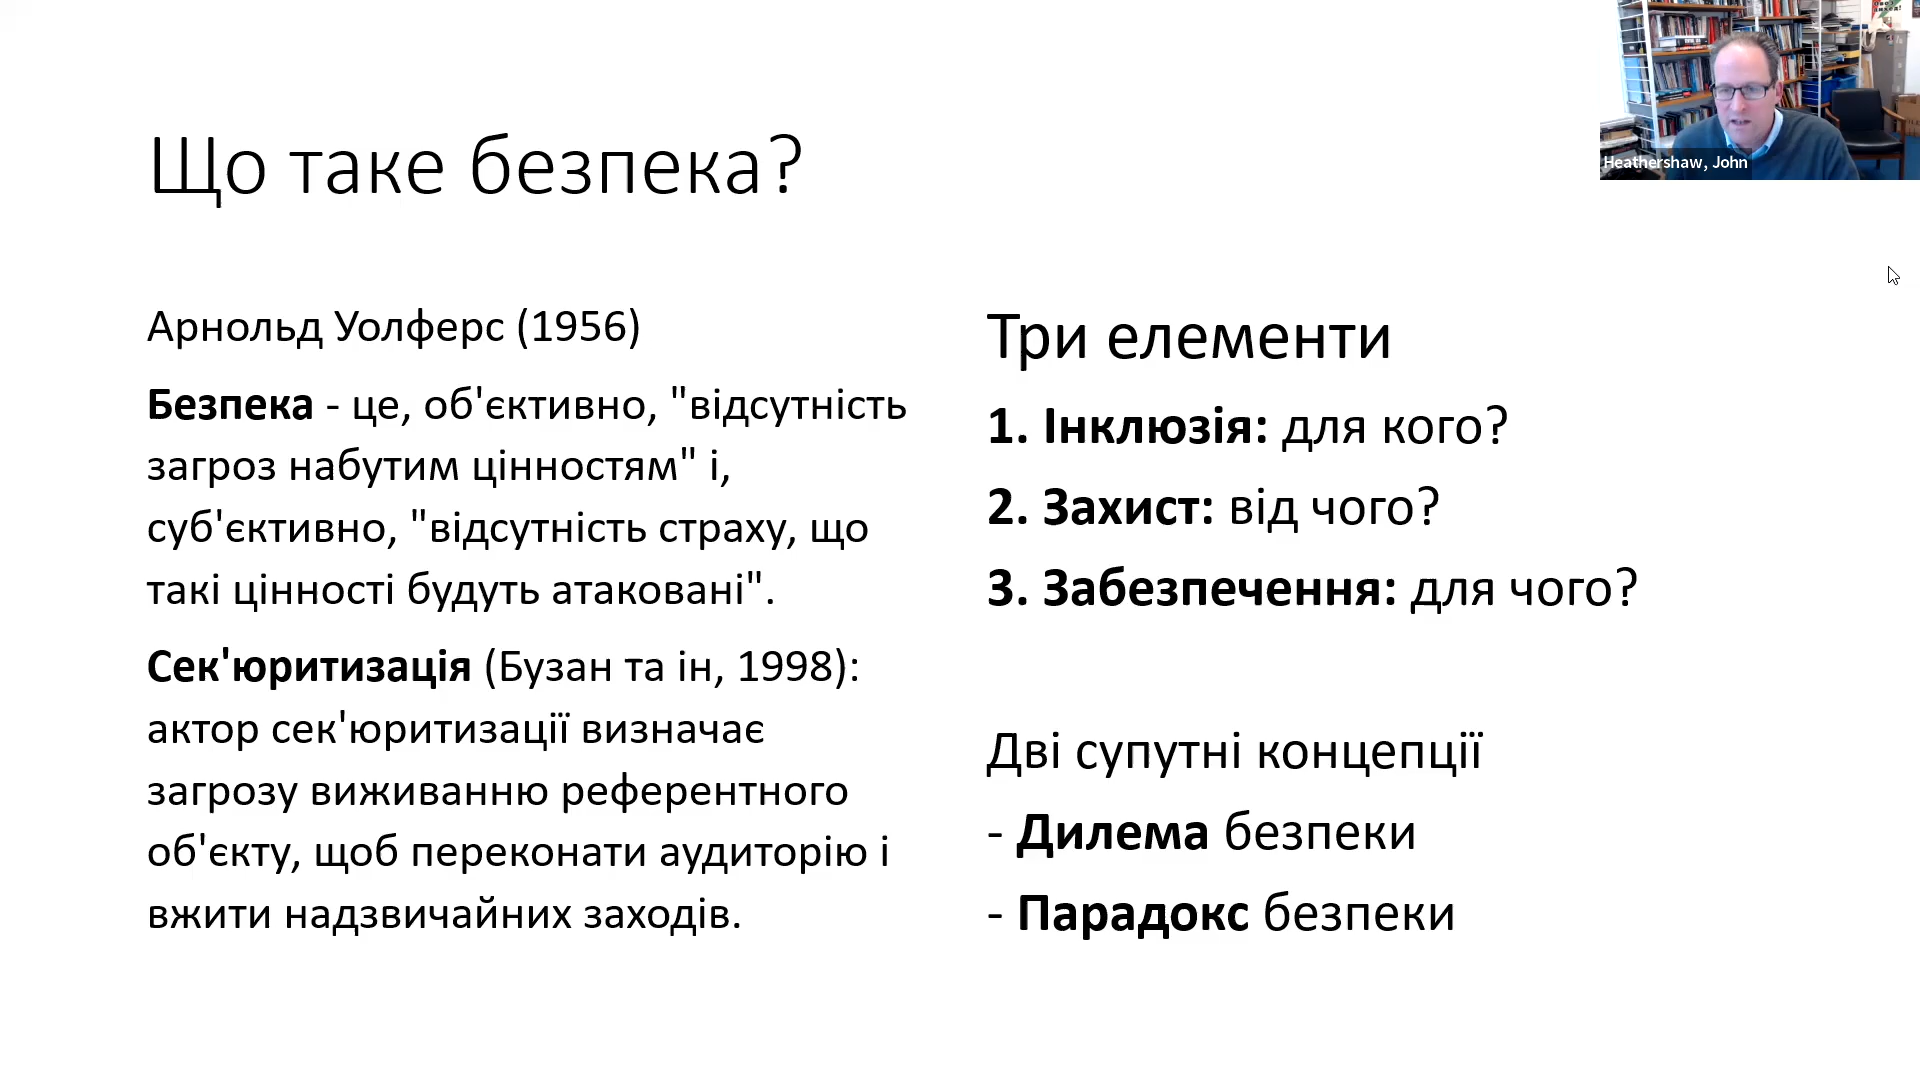 Що таке безпека?
Арнольд Уолферс (1956)
Безпека - це, об'єктивно, "відсутність
загроз набутим цінностям" і,
суб'єктивно, "відсутність страху, що
такі цінності будуть атаковані".
Сек'юритизація (Бузан та ін, 1998):
актор сек'юритизації визначає
загрозу виживанню референтного
об'єкту, щоб переконати аудиторію і
вжити надзвичайних заходів.
Три елементи
1. Інклюзія: для кого?
2. Захист: від чого?
3. Забезпечення: для чого?
Дві супутні концепції
- Дилема безпеки
- Парадокс безпеки
Heathershaw, John